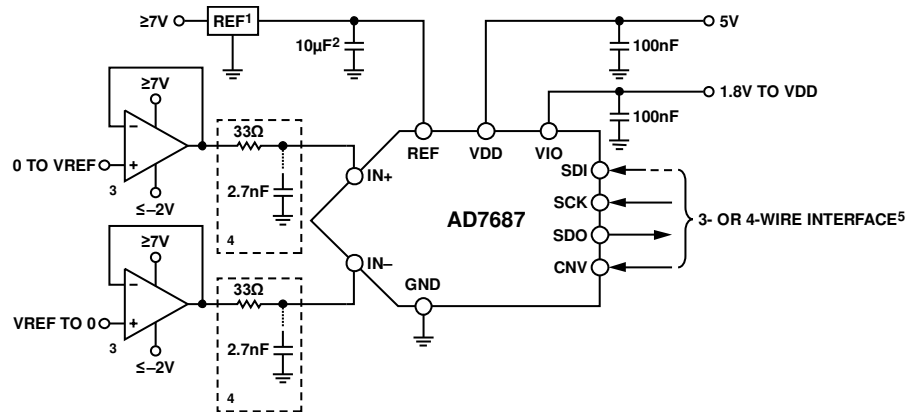 ≥7V
REF1
10µF2
5V
100nF
1.8V TO VDD
100nF
≥7V
−
+
0 TO VREF
3
≤–2V
33Ω
2.7nF
4
REF
VDD
VIO
IN+
AD7687
SDI
SCK
SDO
CNV
3- OR 4-WIRE INTERFACE5
IN–
GND
≥7V
−
+
VREF TO 0
3
≤–2V
33Ω
2.7nF
4